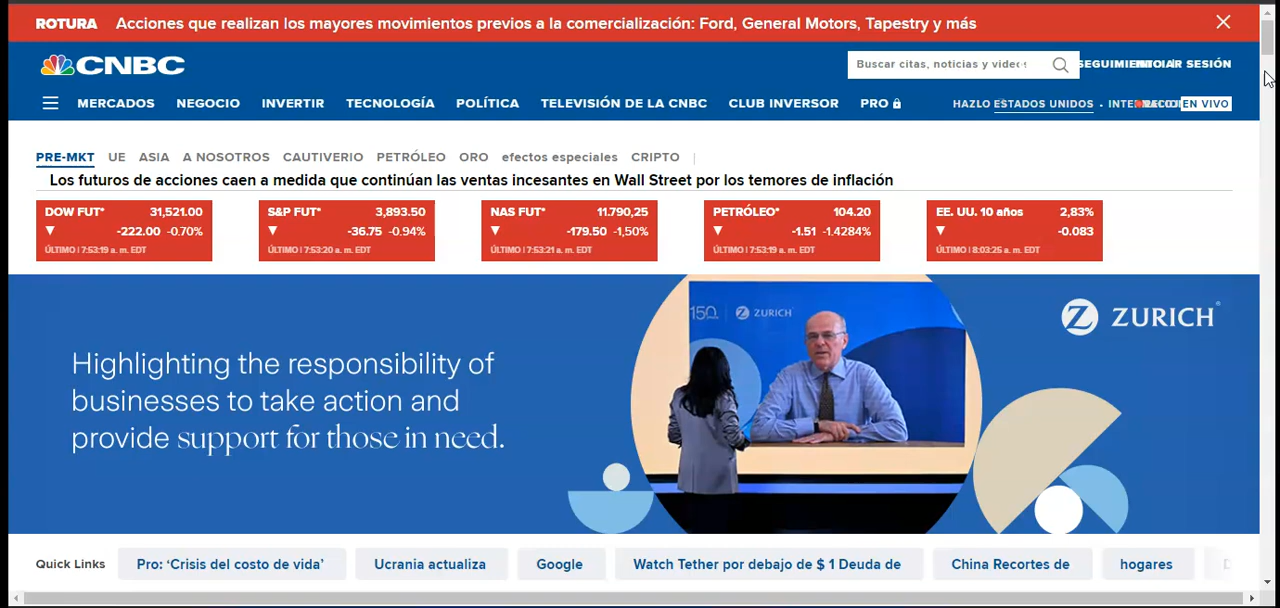 ROTURA Acciones que realizan los mayores movimientos previos a la comercialización: Ford, General Motors, Tapestry y más
CNBC
Buscar citas, noticias y
SEGUIMIENTO SESIÓN
MERCADOS NEGOCIO INVERTIR TECNOLOGÍA POLÍTICA TELEVISIÓN DE LA CNBC CLUB INVERSOR PRO
HAZLO ESTADOS UNIDOS • EN VIVO
PRE-MKT UE ASIA A NOSOTROS CAUTIVERIO PETRÓLEO ORO efectos especiales CRIPTO
Los futuros de acciones caen a medida que continúan las ventas incesantes en Wall Street por los temores de inflación
DOW FUT* 31,521.00
▼ -222.00 -0.70%
ÚLTIMO | 7:53:19 a. m. EDT
S&P FUT* 3,893.50
▼ -36.75 -0.94%
ÚLTIMO | 7:53:20 a. m. EDT
NAS FUT* 11.790,25
▼ -179.50 -1,50%
ÚLTIMO | 7:53:21 a. m. EDT
PETRÓLEO* 104.20
▼ -1.51 -1.4284%
ÚLTIMO | 7:53:19 a. m. EDT
EE. UU. 10 años 2,83%
▼ -0.083
ÚLTIMO | 8:03:25 a. m. EDT
Highlighting the responsibility of
businesses to take action and
provide support for those in need.
150 ZURICH
ZURICH
Quick Links Pro: ‘Crisis del costo de vida’ Ucrania actualiza Google Watch Tether por debajo de $ 1 Deuda de China Recortes de hogares